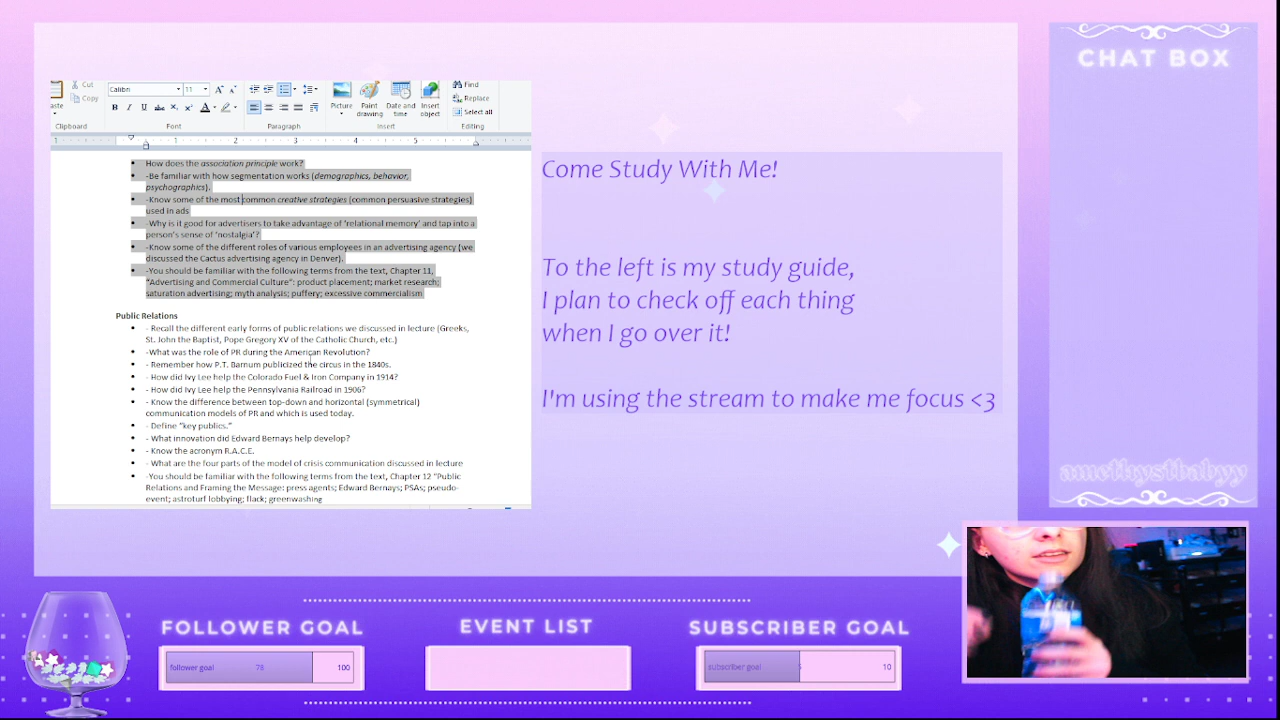 Cut
Find
Calibri
11
aste
Copy
Replace
Picture
Paint
drawing
Date and
time
Insert
object
Select all
Clipboard
Font
Paragraph
Insert
Editing
1
1
2
3
4
5
How does the association principle work?
-Be familiar with how segmentation works (demographics, behavior,
psychographics).
-Know some of the most common creative strategies (common persuasive strategies)
used in ads
-Why is it good for advertisers to take advantage of 'relational memory' and tap into a
person's sense of 'nostalgia'?
-Know some of the different roles of various employees in an advertising agency (we
discussed the Cactus advertising agency in Denver).
-You should be familiar with the following terms from the text, Chapter 11,
"Advertising and Commercial Culture": product placement; market research;
saturation advertising; myth analysis; puffery; excessive commercialism
Public Relations
- Recall the different early forms of public relations we discussed in lecture (Greeks,
St. John the Baptist, Pope Gregory XV of the Catholic Church, etc.)
-What was the role of PR during the American Revolution?
- Remember how P.T. Barnum publicized the circus in the 1840s.
- How did Ivy Lee help the Colorado Fuel & Iron Company in 1914?
- How did Ivy Lee help the Pennsylvania Railroad in 1906?
- Know the difference between top-down and horizontal (symmetrical)
communication models of PR and which is used today.
- Define "key publics."
- What innovation did Edward Bernays help develop?
- Know the acronym R.A.C.E.
- What are the four parts of the model of crisis communication discussed in lecture
-You should be familiar with the following terms from the text, Chapter 12 "Public
Relations and Framing the Message: press agents; Edward Bernays; PSAs; pseudo-
event; astroturf lobbying; flack; greenwashing
Come Study With Me!
To the left is my study guide,
I plan to check off each thing
when I go over it!
I'm using the stream to make me focus <3
CHAT BOX
amethystbabyy
FOLLOWER GOAL
follower goal 78 100
EVENT LIST
SUBSCRIBER GOAL
subscriber goal 5 10